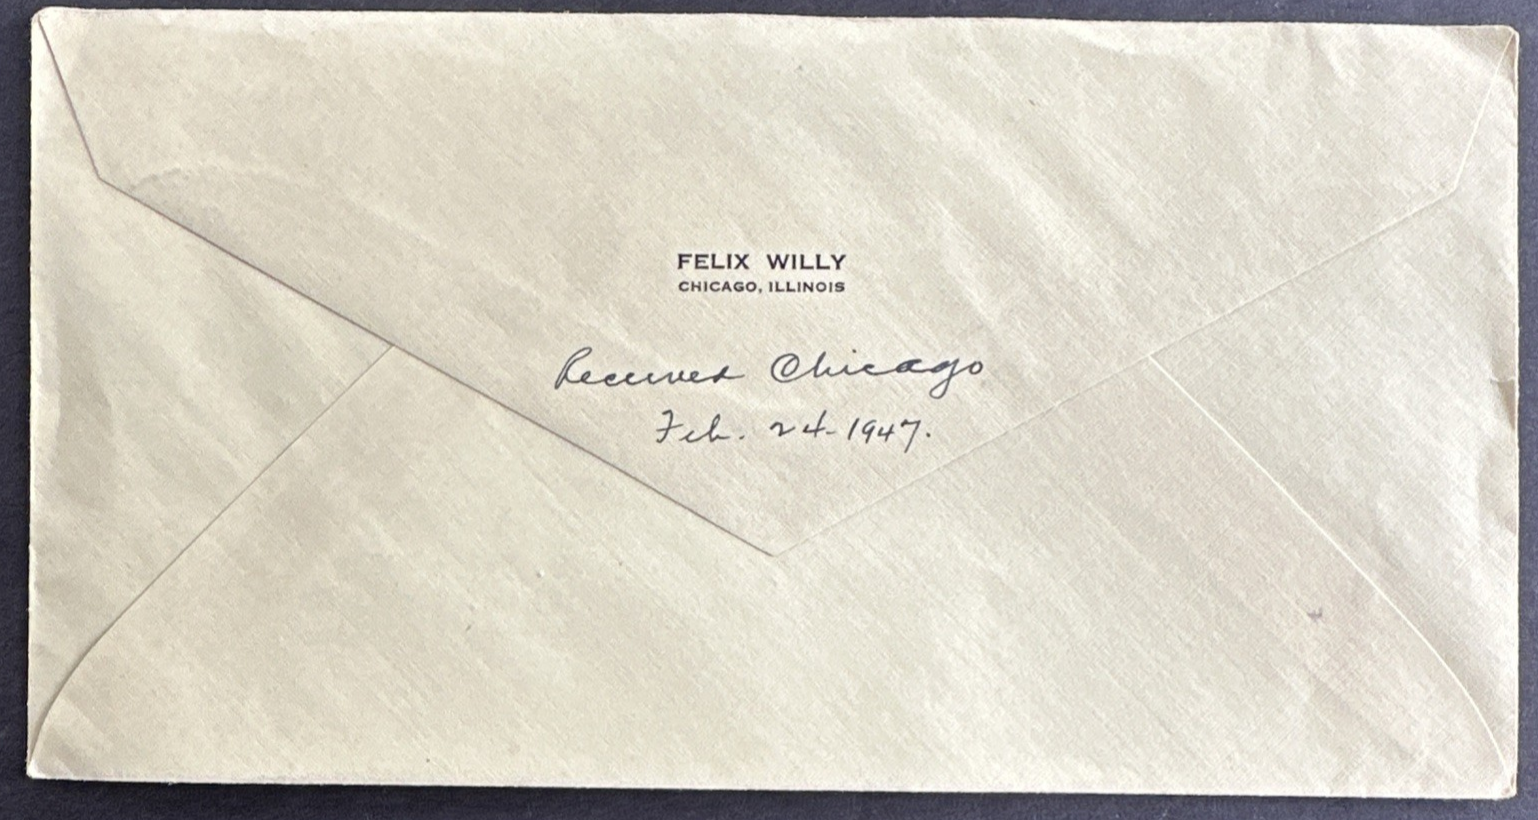 FELIX WILLY
CHICAGO, ILLINOIS
Received Chicago
Feb. 24-1947.